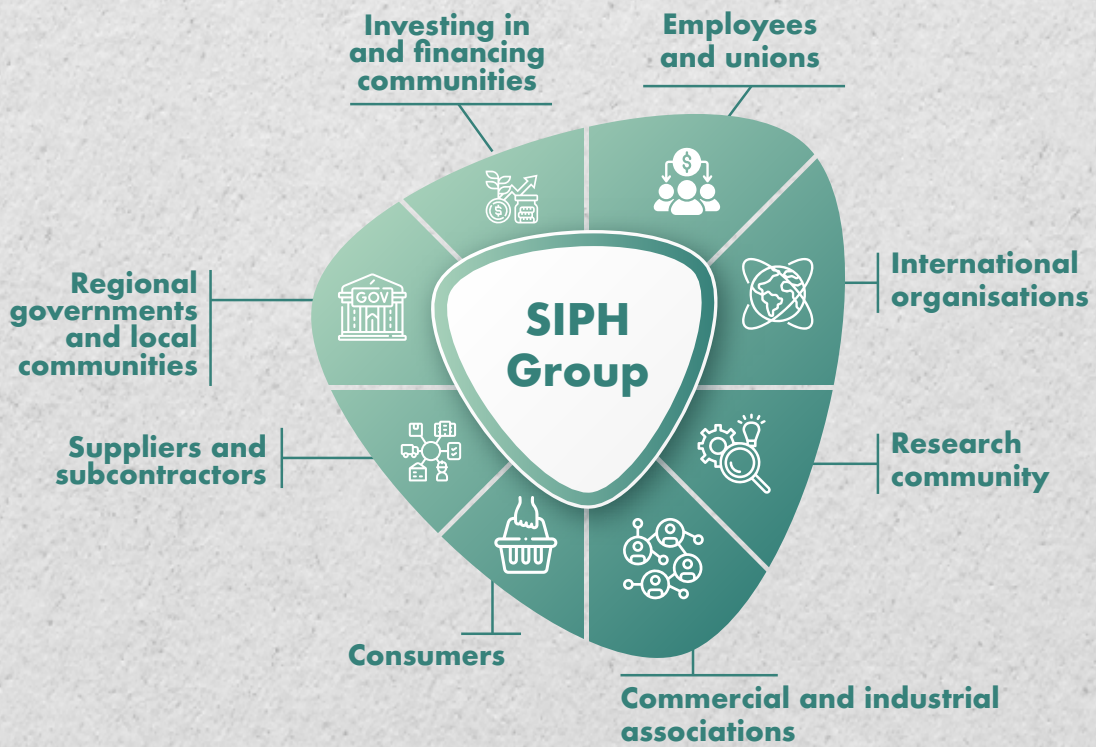 Investing in
and financing
communities
Employees
and unions
International
organisations
Research
community
Commercial and industrial
associations
Consumers
Suppliers and
subcontractors
Regional
governments
and local
communities
GOV
SIPH
Group